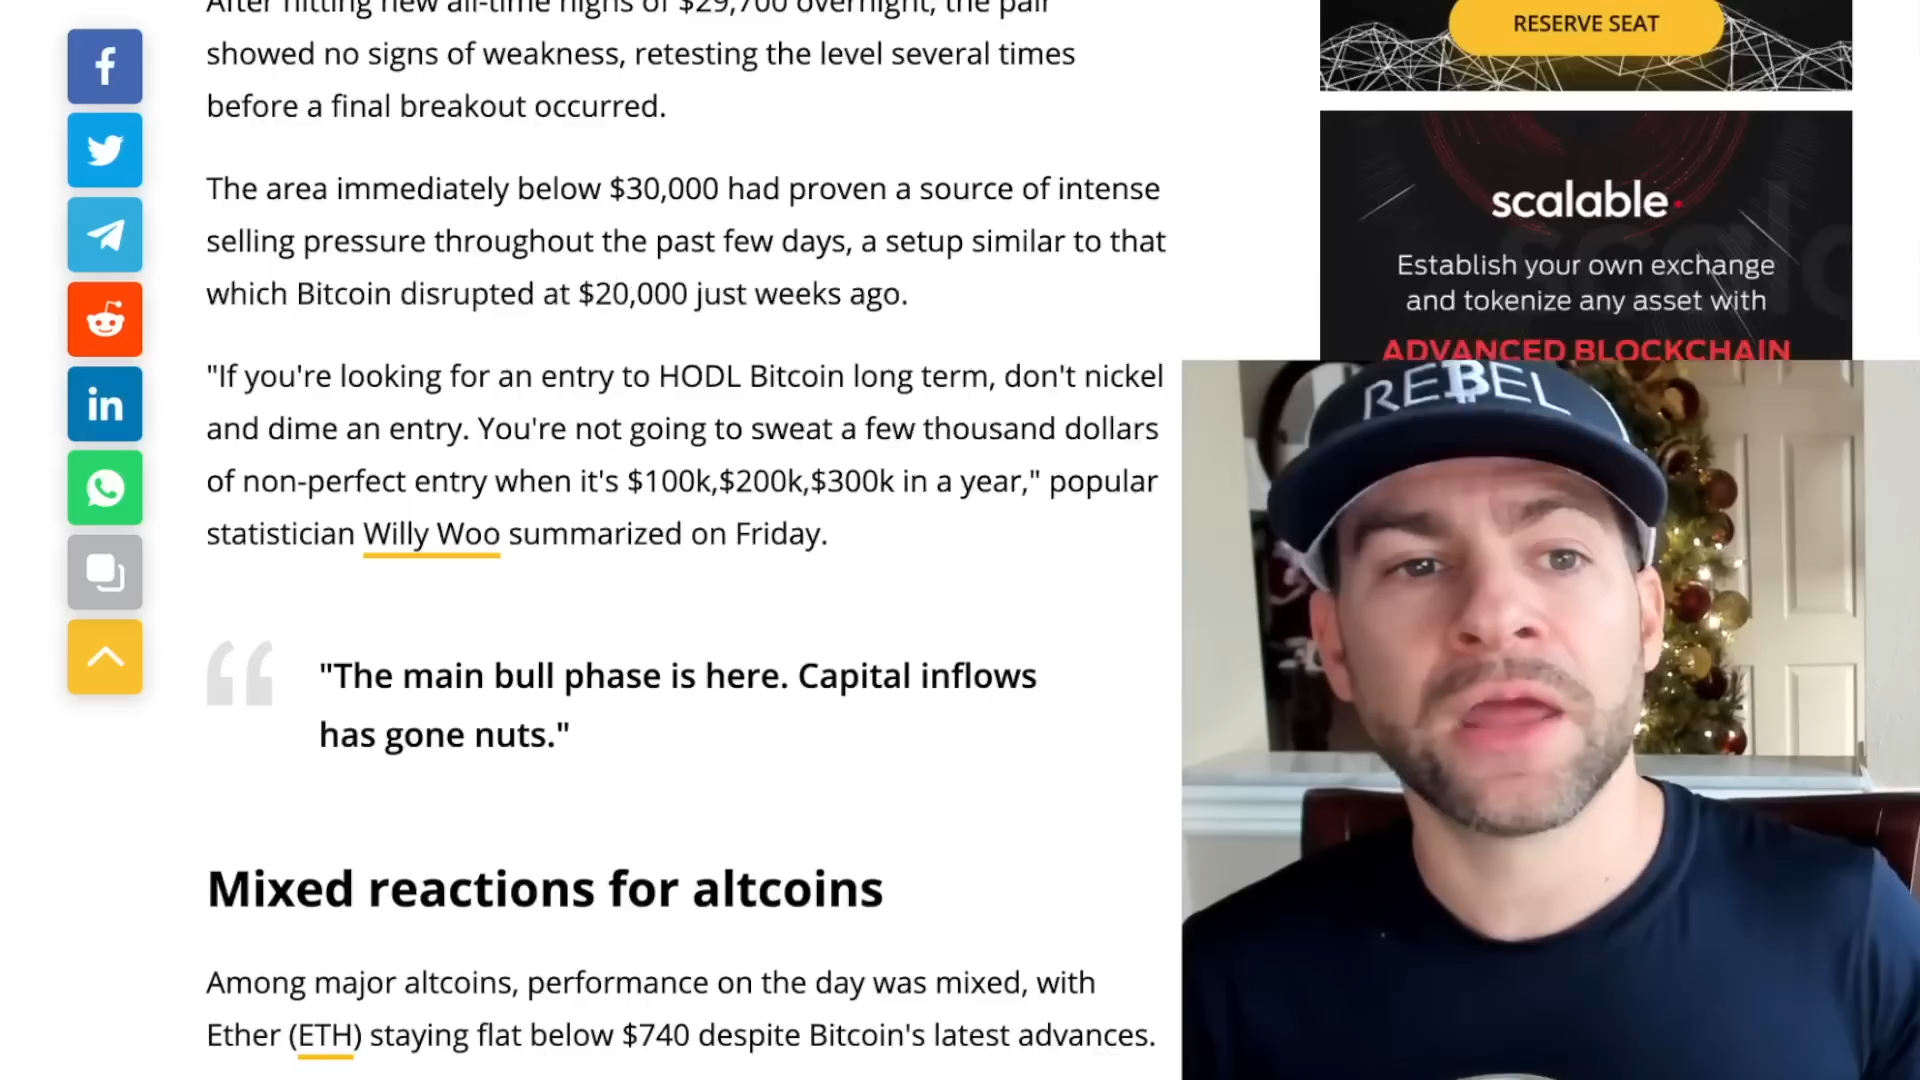 After hitting new all-time highs of $29,700 overnight, the pair
showed no signs of weakness, retesting the level several times
before a final breakout occurred.
The area immediately below $30,000 had proven a source of intense
selling pressure throughout the past few days, a setup similar to that
which Bitcoin disrupted at $20,000 just weeks ago.
"If you're looking for an entry to HODL Bitcoin long term, don't nickel
and dime an entry. You're not going to sweat a few thousand dollars
of non-perfect entry when it's $100k,$200k,$300k in a year," popular
statistician Willy Woo summarized on Friday.
"The main bull phase is here. Capital inflows
has gone nuts."
Mixed reactions for altcoins
Among major altcoins, performance on the day was mixed, with
Ether (ETH) staying flat below $740 despite Bitcoin's latest advances.
RESERVE SEAT
scalable
Establish your own exchange
and tokenize any asset with
ADVANCED BLOCKCHAIN
REBEL